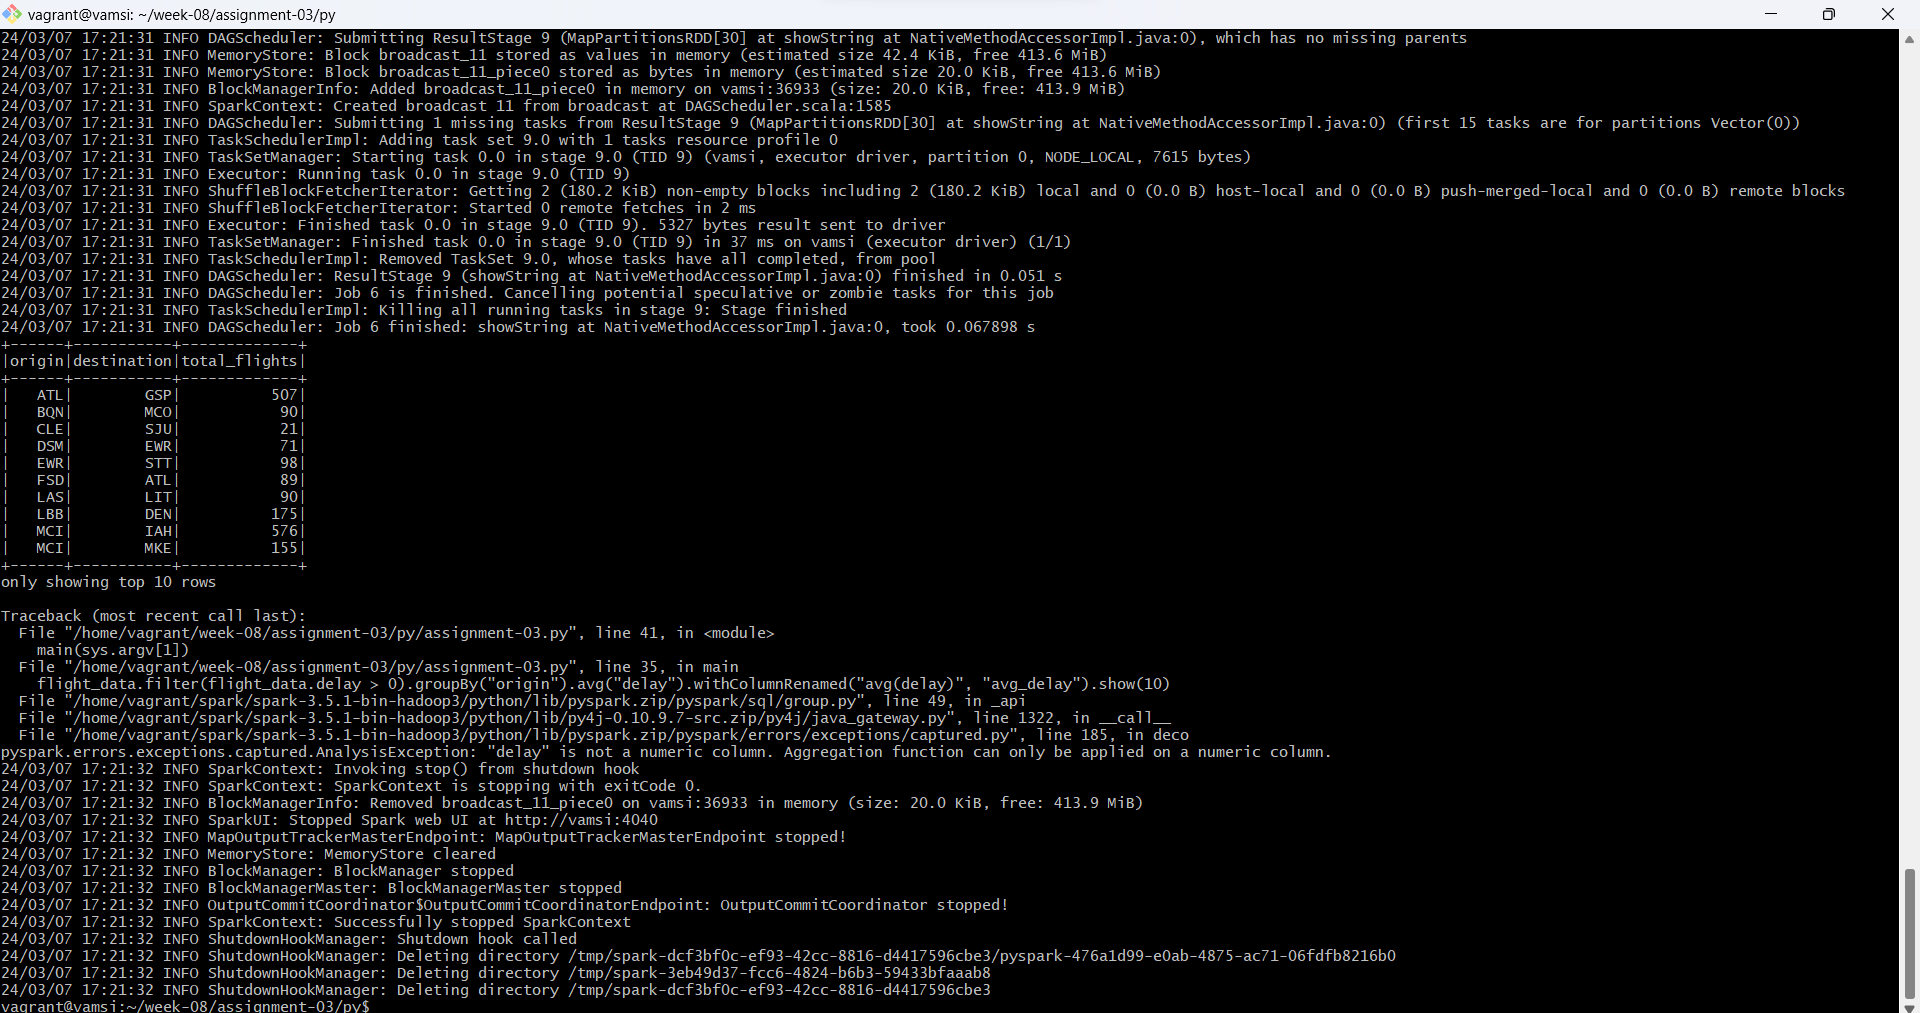 vagrant@vamsi: ~/week-08/assignment-03/py
24/03/07 17:21:31 INFO DAGScheduler: Submitting ResultStage 9 (MapPartitionsRDD[30] at showString at NativeMethodAccessorImpl.java:0), which has no missing parents
24/03/07 17:21:31 INFO MemoryStore: Block broadcast_11 stored as values in memory (estimated size 42.4 KiB, free 413.6 MiB)
24/03/07 17:21:31 INFO MemoryStore: Block broadcast_11_piece0 stored as bytes in memory (estimated size 20.0 KiB, free 413.6 MiB)
24/03/07 17:21:31 INFO BlockManagerInfo: Added broadcast_11_piece0 in memory on vamsi:36933 (size: 20.0 KiB, free: 413.9 MiB)
24/03/07 17:21:31 INFO SparkContext: Created broadcast 11 from broadcast at DAGScheduler.scala:1585
24/03/07 17:21:31 INFO DAGScheduler: Submitting 1 missing tasks from ResultStage 9 (MapPartitionsRDD[30] at showString at NativeMethodAccessorImpl.java:0) (first 15 tasks are for partitions Vector(0))
24/03/07 17:21:31 INFO TaskSchedulerImpl: Adding task set 9.0 with 1 tasks resource profile 0
24/03/07 17:21:31 INFO TaskSetManager: Starting task 0.0 in stage 9.0 (TID 9) (vamsi, executor driver, partition 0, NODE_LOCAL, 7615 bytes)
24/03/07 17:21:31 INFO Executor: Running task 0.0 in stage 9.0 (TID 9)
24/03/07 17:21:31 INFO ShuffleBlockFetcherIterator: Getting 2 (180.2 KiB) non-empty blocks including 2 (180.2 KiB) local and 0 (0.0 B) host-local and 0 (0.0 B) push-merged-local and 0 (0.0 B) remote blocks
24/03/07 17:21:31 INFO ShuffleBlockFetcherIterator: Started 0 remote fetches in 2 ms
24/03/07 17:21:31 INFO Executor: Finished task 0.0 in stage 9.0 (TID 9). 5327 bytes result sent to driver
24/03/07 17:21:31 INFO TaskSetManager: Finished task 0.0 in stage 9.0 (TID 9) in 37 ms on vamsi (executor driver) (1/1)
24/03/07 17:21:31 INFO TaskSchedulerImpl: Removed TaskSet 9.0, whose tasks have all completed, from pool
24/03/07 17:21:31 INFO DAGScheduler: ResultStage 9 (showString at NativeMethodAccessorImpl.java:0) finished in 0.051 s
24/03/07 17:21:31 INFO DAGScheduler: Job 6 is finished. Cancelling potential speculative or zombie tasks for this job
24/03/07 17:21:31 INFO TaskSchedulerImpl: Killing all running tasks in stage 9: Stage finished
24/03/07 17:21:31 INFO DAGScheduler: Job 6 finished: showString at NativeMethodAccessorImpl.java:0, took 0.067898 s
+------+-----------+-------------+
|origin|destination|total_flights|
+------+-----------+-------------+
|   ATL|        GSP|          507|
|   BQN|        MCO|           90|
|   CLE|        SJU|           21|
|   DSM|        EWR|           71|
|   EWR|        STT|           98|
|   FSD|        ATL|           89|
|   LAS|        LIT|           90|
|   LBB|        DEN|          175|
|   MCI|        IAH|          576|
|   MCI|        MKE|          155|
+------+-----------+-------------+
only showing top 10 rows
Traceback (most recent call last):
  File "/home/vagrant/week-08/assignment-03/py/assignment-03.py", line 41, in <module>
    main(sys.argv[1])
  File "/home/vagrant/week-08/assignment-03/py/assignment-03.py", line 35, in main
    flight_data.filter(flight_data.delay > 0).groupBy("origin").avg("delay").withColumnRenamed("avg(delay)", "avg_delay").show(10)
  File "/home/vagrant/spark/spark-3.5.1-bin-hadoop3/python/lib/pyspark.zip/pyspark/sql/group.py", line 49, in _api
  File "/home/vagrant/spark/spark-3.5.1-bin-hadoop3/python/lib/py4j-0.10.9.7-src.zip/py4j/java_gateway.py", line 1322, in __call__
  File "/home/vagrant/spark/spark-3.5.1-bin-hadoop3/python/lib/pyspark.zip/pyspark/errors/exceptions/captured.py", line 185, in deco
pyspark.errors.exceptions.captured.AnalysisException: "delay" is not a numeric column. Aggregation function can only be applied on a numeric column.
24/03/07 17:21:32 INFO SparkContext: Invoking stop() from shutdown hook
24/03/07 17:21:32 INFO SparkContext: SparkContext is stopping with exitCode 0.
24/03/07 17:21:32 INFO BlockManagerInfo: Removed broadcast_11_piece0 on vamsi:36933 in memory (size: 20.0 KiB, free: 413.9 MiB)
24/03/07 17:21:32 INFO SparkUI: Stopped Spark web UI at http://vamsi:4040
24/03/07 17:21:32 INFO MapOutputTrackerMasterEndpoint: MapOutputTrackerMasterEndpoint stopped!
24/03/07 17:21:32 INFO MemoryStore: MemoryStore cleared
24/03/07 17:21:32 INFO BlockManager: BlockManager stopped
24/03/07 17:21:32 INFO BlockManagerMaster: BlockManagerMaster stopped
24/03/07 17:21:32 INFO OutputCommitCoordinator$OutputCommitCoordinatorEndpoint: OutputCommitCoordinator stopped!
24/03/07 17:21:32 INFO SparkContext: Successfully stopped SparkContext
24/03/07 17:21:32 INFO ShutdownHookManager: Shutdown hook called
24/03/07 17:21:32 INFO ShutdownHookManager: Deleting directory /tmp/spark-dcf3bf0c-ef93-42cc-8816-d4417596cbe3/pyspark-476a1d99-e0ab-4875-ac71-06fdfb8216b0
24/03/07 17:21:32 INFO ShutdownHookManager: Deleting directory /tmp/spark-3eb49d37-fcc6-4824-b6b3-59433bfaaab8
24/03/07 17:21:32 INFO ShutdownHookManager: Deleting directory /tmp/spark-dcf3bf0c-ef93-42cc-8816-d4417596cbe3
vagrant@vamsi:~/week-08/assignment-03/py$